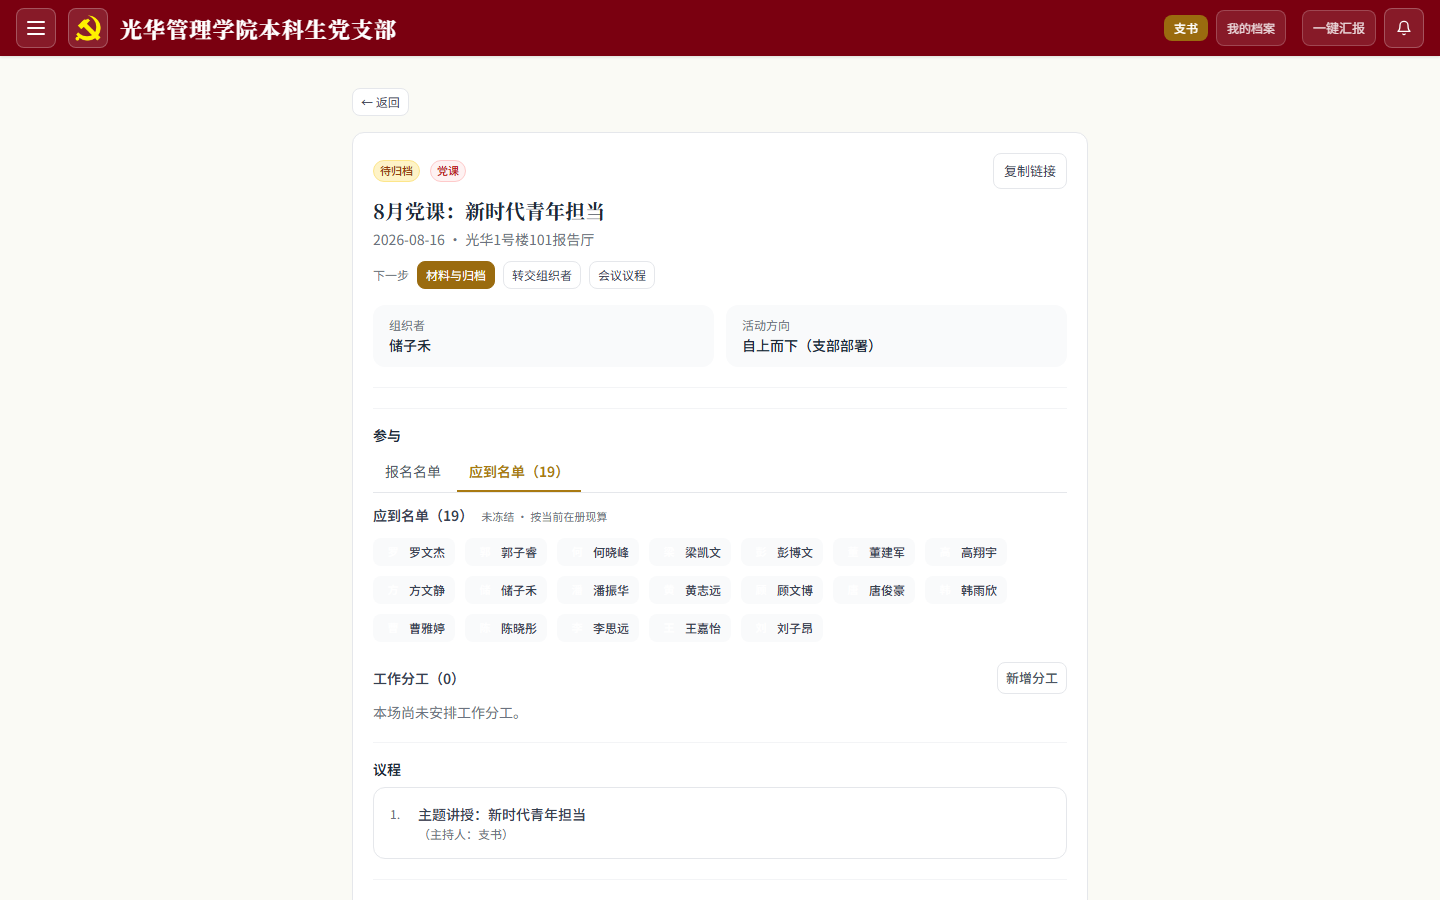 光华管理学院本科生党支部
支书
我的档案
一键汇报
← 返回
待归档
党课
复制链接
8月党课：新时代青年担当
2026-08-16 · 光华1号楼101报告厅
下一步
材料与归档
转交组织者
会议议程
组织者
储子禾
活动方向
自上而下（支部部署）
参与
报名名单
应到名单（19）
应到名单（19） 未冻结 · 按当前在册现算
罗文杰 郭子睿 何晓峰 梁凯文 彭博文 董建军 高翔宇
方文静 储子禾 潘振华 黄志远 顾文博 唐俊豪 韩雨欣
曹雅婷 陈晓彤 李思远 王嘉怡 刘子昂
工作分工（0）
新增分工
本场尚未安排工作分工。
议程
1. 主题讲授：新时代青年担当
（主持人：支书）